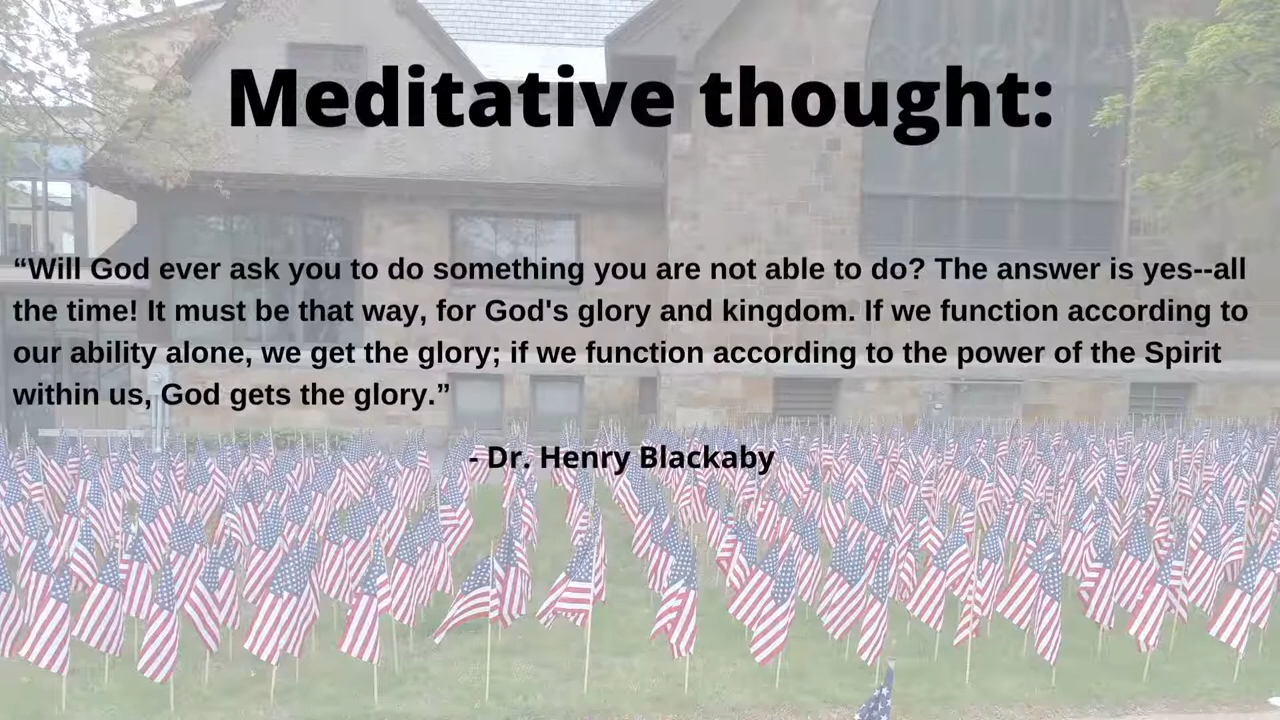 Meditative thought:
“Will God ever ask you to do something you are not able to do? The answer is yes--all
the time! It must be that way, for God's glory and kingdom. If we function according to
our ability alone, we get the glory; if we function according to the power of the Spirit
within us, God gets the glory.”
- Dr. Henry Blackaby